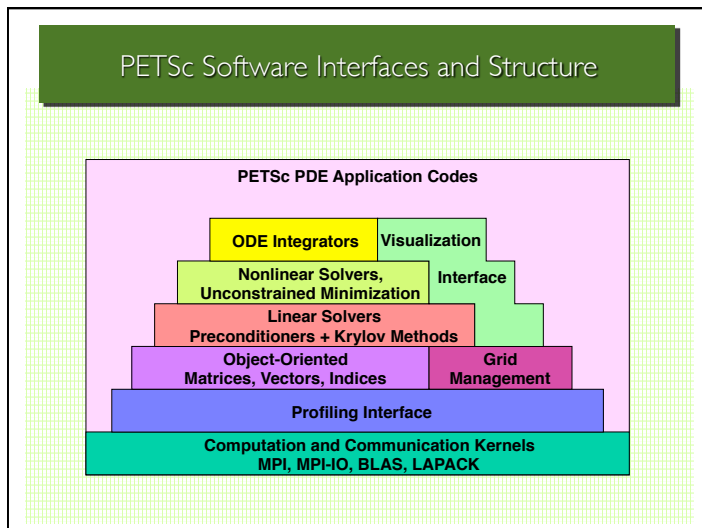 PETSc Software Interfaces and Structure
PETSc PDE Application Codes
ODE Integrators
Visualization
Nonlinear Solvers,
Unconstrained Minimization
Interface
Linear Solvers
Preconditioners + Krylov Methods
Object-Oriented
Matrices, Vectors, Indices
Grid
Management
Profiling Interface
Computation and Communication Kernels
MPI, MPI-IO, BLAS, LAPACK